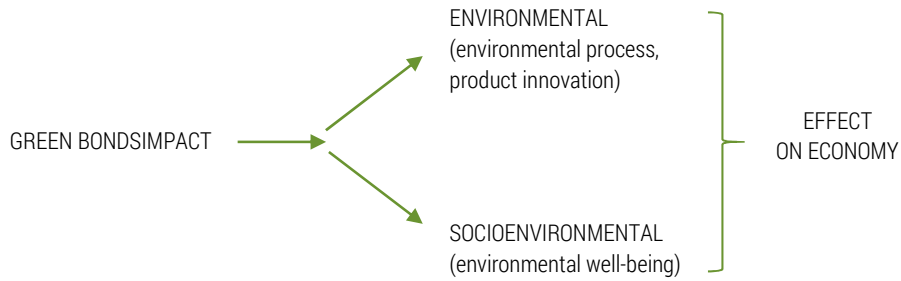 ENVIRONMENTAL
(environmental process,
product innovation)
GREEN BONDSIMPACT
EFFECT
ON ECONOMY
SOCIOENVIRONMENTAL
(environmental well-being)